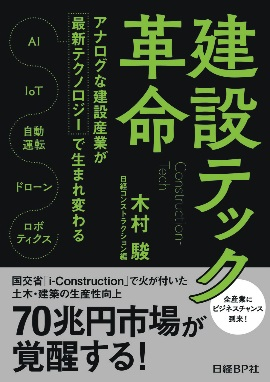 建設テック
革命
Construction-
Tech
アナログな建設産業が
最新テクノロジーで生まれ変わる
AI
IoT
自動
運転
ドローン
ロボ
ティクス
木村 駿
日経コンストラクション編
国交省「i-Construction」で火が付いた
土木・建築の生産性向上
70兆円市場が
覚醒する!
全産業に
ビジネスチャンス
到来!
日経BP社